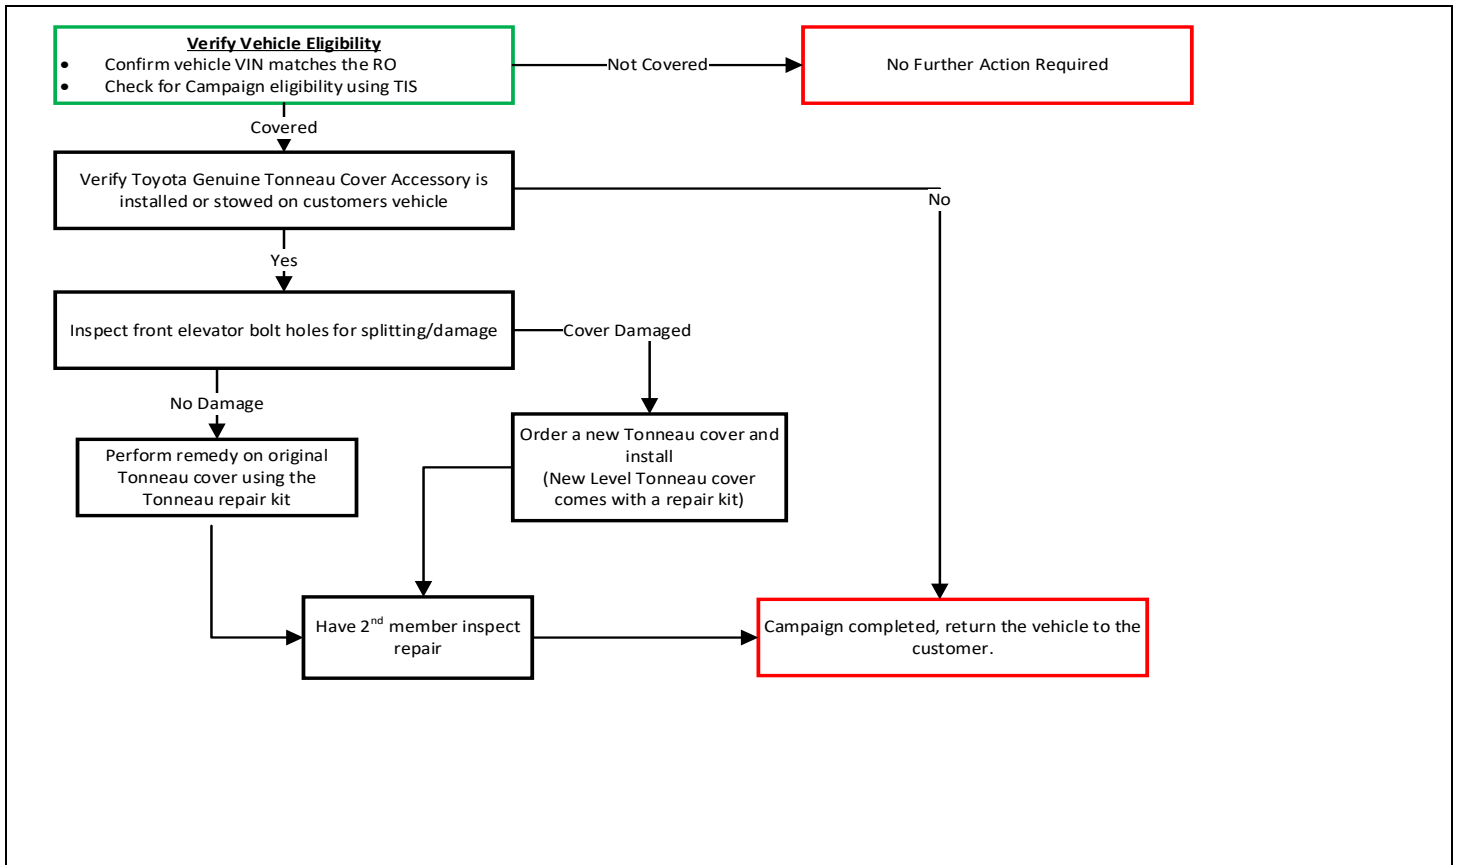 Verify Vehicle Eligibility
• Confirm vehicle VIN matches the RO
• Check for Campaign eligibility using TIS
Not Covered
No Further Action Required
Covered
Verify Toyota Genuine Tonneau Cover Accessory is
installed or stowed on customers vehicle
No
Yes
Inspect front elevator bolt holes for splitting/damage
Cover Damaged
No Damage
Order a new Tonneau cover and
install
(New Level Tonneau cover
comes with a repair kit)
Perform remedy on original
Tonneau cover using the
Tonneau repair kit
Have 2nd member inspect
repair
Campaign completed, return the vehicle to the
customer.